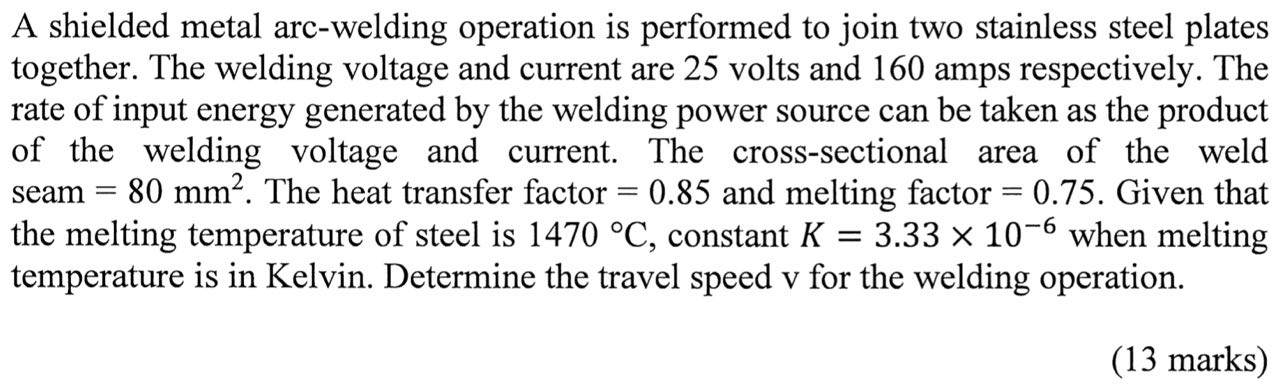 A shielded metal arc-welding operation is performed to join two stainless steel plates
together. The welding voltage and current are 25 volts and 160 amps respectively. The
rate of input energy generated by the welding power source can be taken as the product
of the welding voltage and current. The cross-sectional area of the weld
seam = 80 mm². The heat transfer factor = 0.85 and melting factor = 0.75. Given that
the melting temperature of steel is 1470 °C, constant K = 3.33 × 10⁻⁶ when melting
temperature is in Kelvin. Determine the travel speed v for the welding operation.
(13 marks)